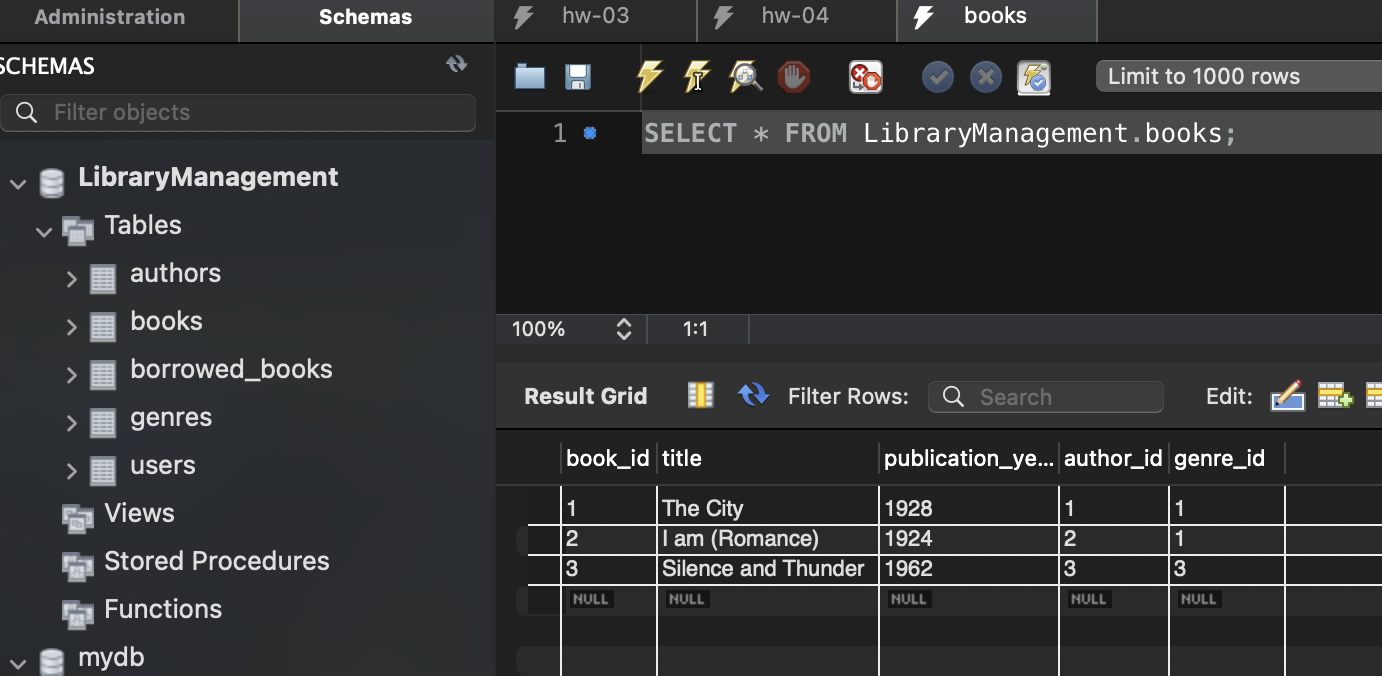 Administration Schemas hw-03 hw-04 books
SCHEMAS
Filter objects
Limit to 1000 rows
1 SELECT * FROM LibraryManagement.books;
LibraryManagement
Tables
authors
books
borrowed_books
genres
users
Views
Stored Procedures
Functions
mydb
100% 1:1
Result Grid Filter Rows: Search Edit:
book_id title publication_ye... author_id genre_id
1 The City 1928 1 1
2 I am (Romance) 1924 2 1
3 Silence and Thunder 1962 3 3
NULL NULL NULL NULL NULL